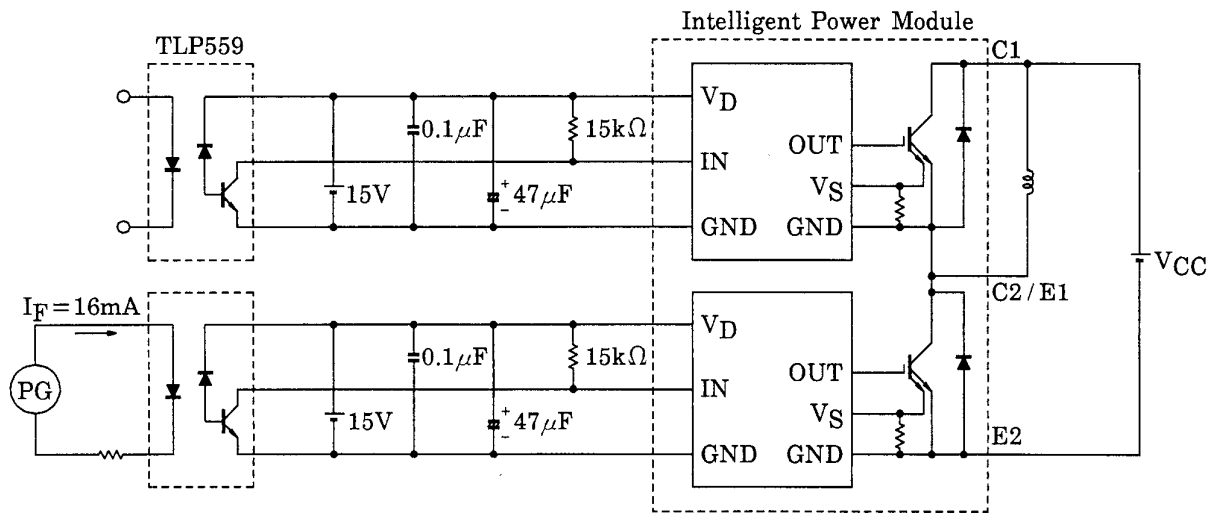 Intelligent Power Module
TLP559
C1
V_D
0.1μF
15kΩ
OUT
IN
V_S
15V
+
−
47μF
GND
GND
V_CC
C2/E1
I_F=16mA
V_D
0.1μF
15kΩ
OUT
PG
IN
V_S
15V
+
−
47μF
E2
GND
GND